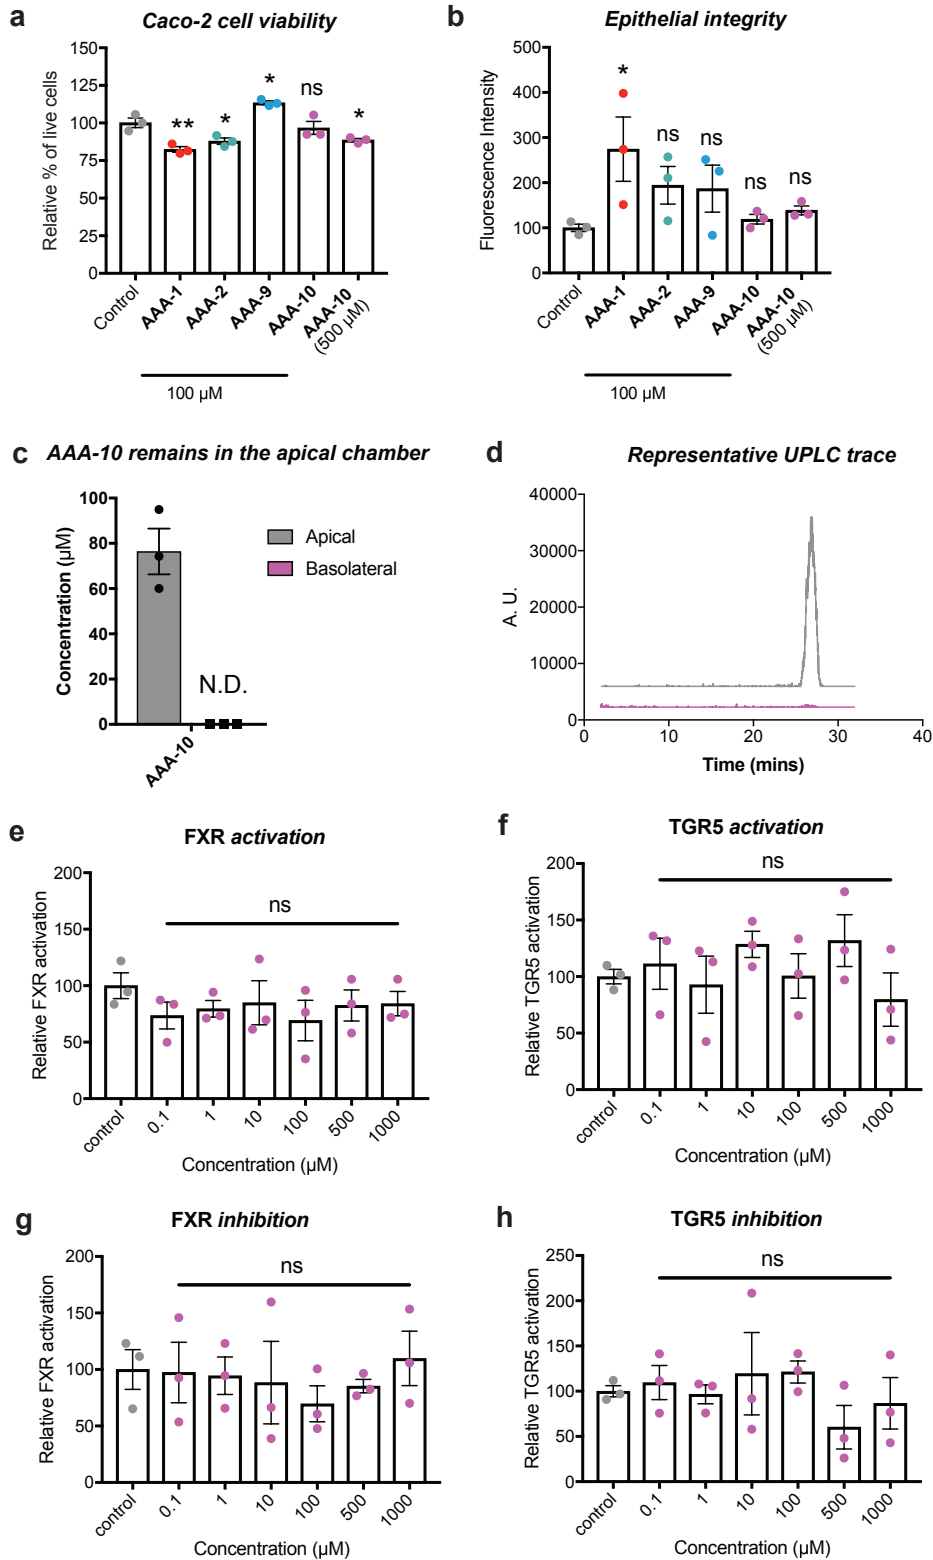 a
Caco-2 cell viability
Relative % of live cells
150
125
100
75
50
25
0
**
*
*
ns
*
Control
AAA-1
AAA-2
AAA-9
AAA-10
AAA-10
(500 µM)
100 µM
b
Epithelial integrity
Fluorescence Intensity
500
400
300
200
100
0
*
ns
ns
ns
ns
Control
AAA-1
AAA-2
AAA-9
AAA-10
AAA-10
(500 µM)
100 µM
c
AAA-10 remains in the apical chamber
Concentration (µM)
100
80
60
40
20
0
N.D.
AAA-10
Apical
Basolateral
d
Representative UPLC trace
A. U.
40000
30000
20000
10000
0
0 10 20 30 40
Time (mins)
e
FXR activation
Relative FXR activation
200
150
100
50
0
ns
control 0.1 1 10 100 500 1000
Concentration (µM)
f
TGR5 activation
Relative TGR5 activation
200
150
100
50
0
ns
control 0.1 1 10 100 500 1000
Concentration (µM)
g
FXR inhibition
Relative FXR activation
200
150
100
50
0
ns
control 0.1 1 10 100 500 1000
Concentration (µM)
h
TGR5 inhibition
Relative TGR5 activation
250
200
150
100
50
0
ns
control 0.1 1 10 100 500 1000
Concentration (µM)